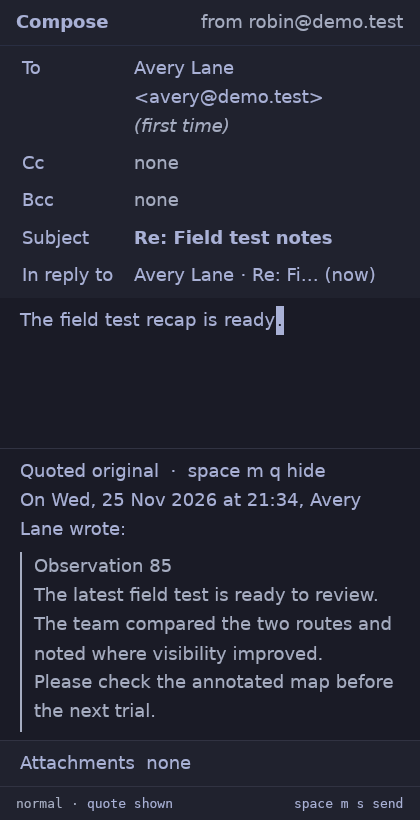 Compose from robin@demo.test
To Avery Lane
<avery@demo.test>
(first time)
Cc none
Bcc none
Subject Re: Field test notes
In reply to Avery Lane · Re: Fi… (now)
The field test recap is ready.
Quoted original · space m q hide
On Wed, 25 Nov 2026 at 21:34, Avery
Lane wrote:
Observation 85
The latest field test is ready to review.
The team compared the two routes and
noted where visibility improved.
Please check the annotated map before
the next trial.
Attachments none
normal · quote shown space m s send